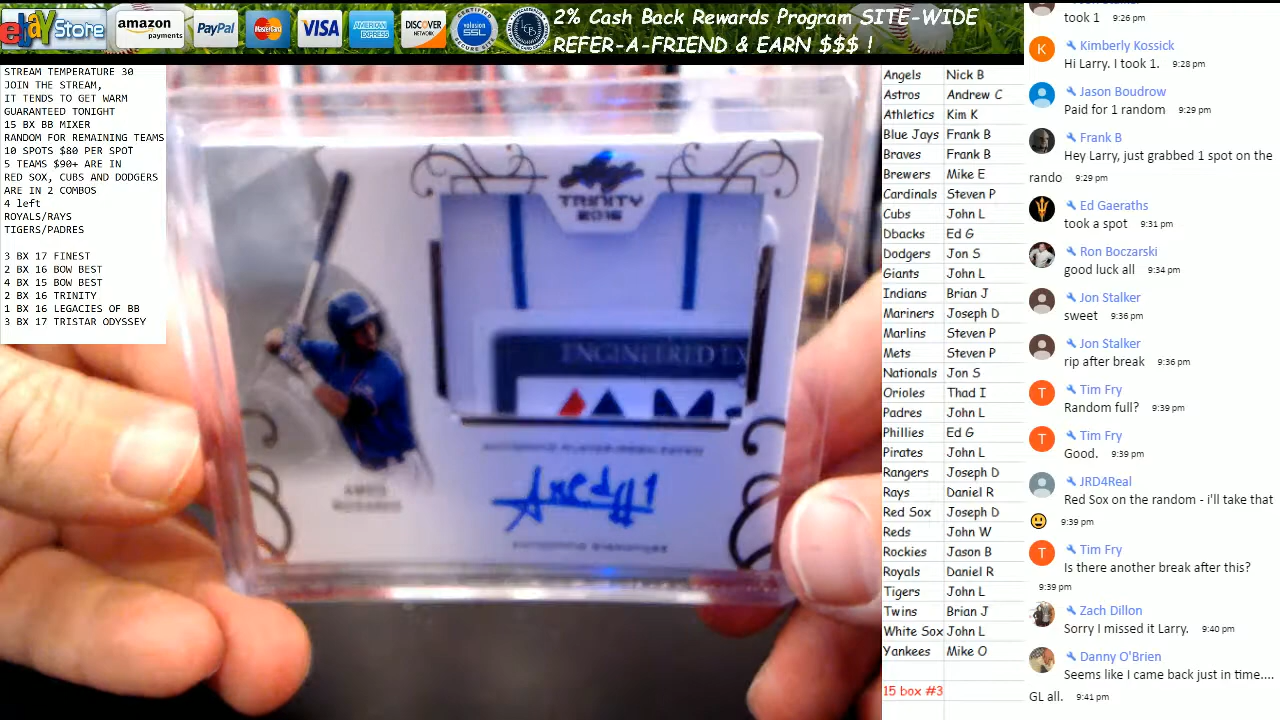 ebay Store
amazon
payments
PayPal
MasterCard
VISA
AMERICAN
EXPRESS
DISCOVER
NETWORK
2% Cash Back Rewards Program SITE-WIDE
REFER-A-FRIEND & EARN $$$ !
STREAM TEMPERATURE 30
JOIN THE STREAM,
IT TENDS TO GET WARM
GUARANTEED TONIGHT
15 BX BB MIXER
RANDOM FOR REMAINING TEAMS
10 SPOTS $80 PER SPOT
5 TEAMS $90+ ARE IN
RED SOX, CUBS AND DODGERS
ARE IN 2 COMBOS
4 left
ROYALS/RAYS
TIGERS/PADRES
3 BX 17 FINEST
2 BX 16 BOW BEST
4 BX 15 BOW BEST
2 BX 16 TRINITY
1 BX 16 LEGACIES OF BB
3 BX 17 TRISTAR ODYSSEY
TRINITY
2016
ENGINEERED EX
AMED
ROSARIO
Angels Nick B
Astros Andrew C
Athletics Kim K
Blue Jays Frank B
Braves Frank B
Brewers Mike E
Cardinals Steven P
Cubs John L
Dbacks Ed G
Dodgers Jon S
Giants John L
Indians Brian J
Mariners Joseph D
Marlins Steven P
Mets Steven P
Nationals Jon S
Orioles Thad I
Padres John L
Phillies Ed G
Pirates John L
Rangers Joseph D
Rays Daniel R
Red Sox Joseph D
Reds John W
Rockies Jason B
Royals Daniel R
Tigers John L
Twins Brian J
White Sox John L
Yankees Mike O
15 box #3
took 1 9:26 pm
K Kimberly Kossick
Hi Larry. I took 1. 9:28 pm
Jason Boudrow
Paid for 1 random 9:29 pm
Frank B
Hey Larry, just grabbed 1 spot on the
rando 9:29 pm
Ed Gaeraths
took a spot 9:31 pm
Ron Boczarski
good luck all 9:34 pm
Jon Stalker
sweet 9:36 pm
Jon Stalker
rip after break 9:36 pm
T Tim Fry
Random full? 9:39 pm
T Tim Fry
Good. 9:39 pm
JRD4Real
Red Sox on the random - i'll take that
9:39 pm
T Tim Fry
Is there another break after this?
9:39 pm
Zach Dillon
Sorry I missed it Larry. 9:40 pm
Danny O'Brien
Seems like I came back just in time....
GL all. 9:41 pm